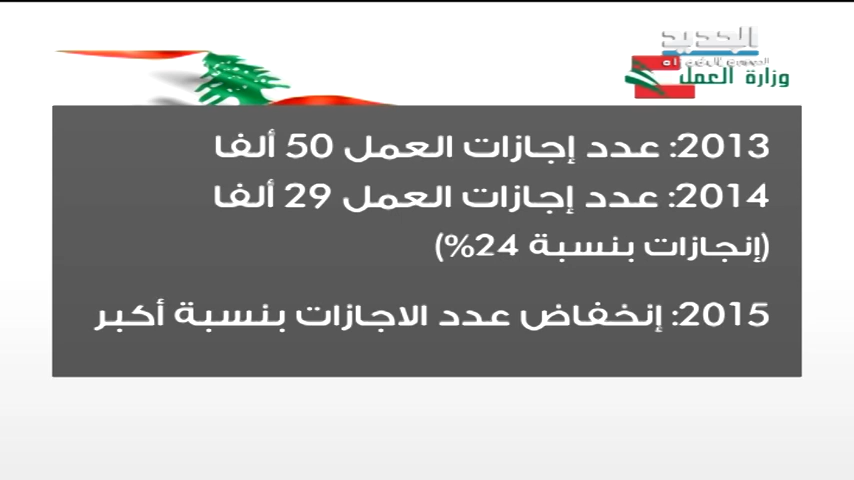 الجديد
وزارة العمل
2013: عدد إجازات العمل 50 ألفا
2014: عدد إجازات العمل 29 ألفا
(إنجازات بنسبة 24%)
2015: إنخفاض عدد الاجازات بنسبة أكبر